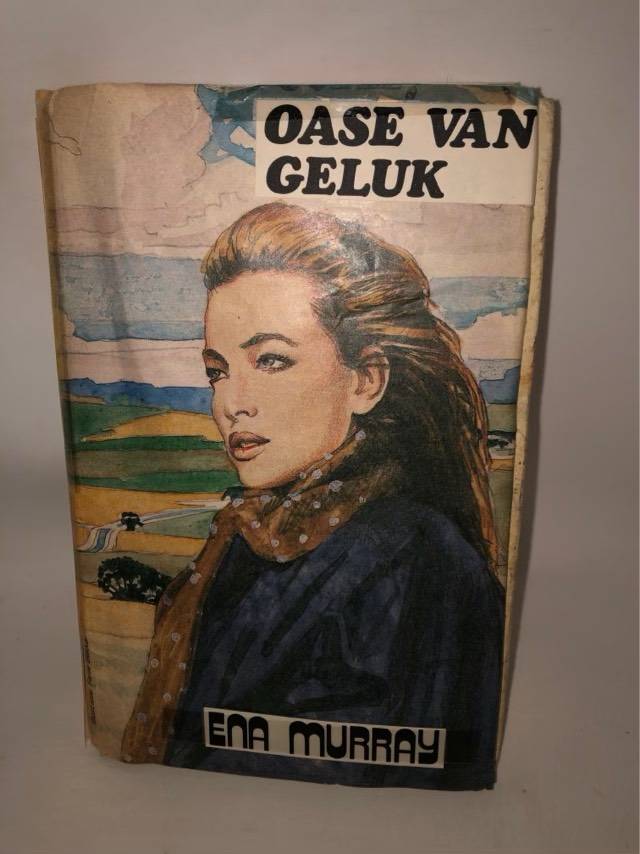 OASE VAN
GELUK
ENA MURRAY